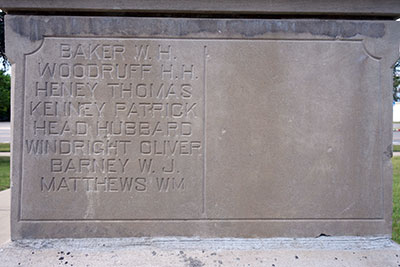 BAKER W. H.
WOODRUFF H. H.
HENEY THOMAS
KENNEY PATRICK
HEAD HUBBARD
WINDRIGHT OLIVER
BARNEY W. J.
MATTHEWS WM